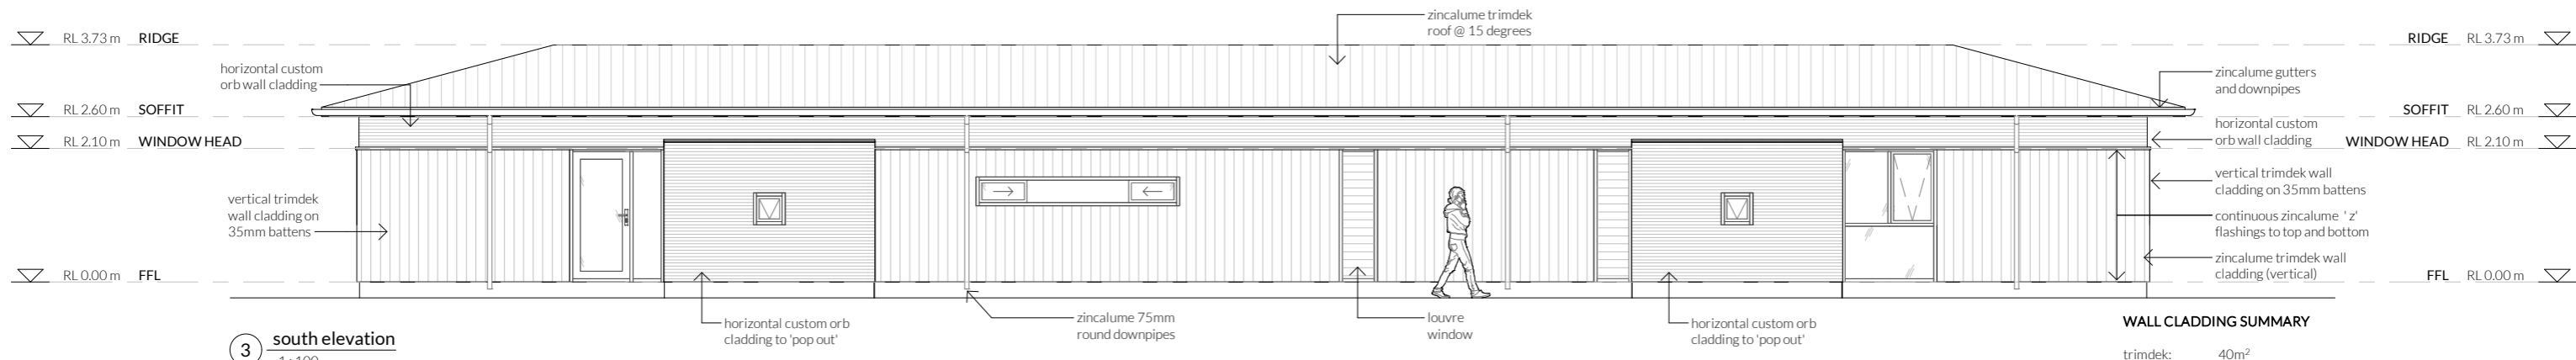 zincalume trimdek
roof @ 15 degrees
RL 3.73 m RIDGE
RIDGE RL 3.73 m
horizontal custom
orb wall cladding
zincalume gutters
and downpipes
RL 2.60 m SOFFIT
SOFFIT RL 2.60 m
horizontal custom
orb wall cladding
RL 2.10 m WINDOW HEAD
WINDOW HEAD RL 2.10 m
vertical trimdek
wall cladding on
35mm battens
vertical trimdek wall
cladding on 35mm battens
continuous zincalume 'z'
flashings to top and bottom
zincalume trimdek wall
cladding (vertical)
RL 0.00 m FFL
FFL RL 0.00 m
horizontal custom orb
cladding to 'pop out'
zincalume 75mm
round downpipes
louvre
window
horizontal custom orb
cladding to 'pop out'
3 south elevation
1:100
WALL CLADDING SUMMARY
trimdek: 40m²